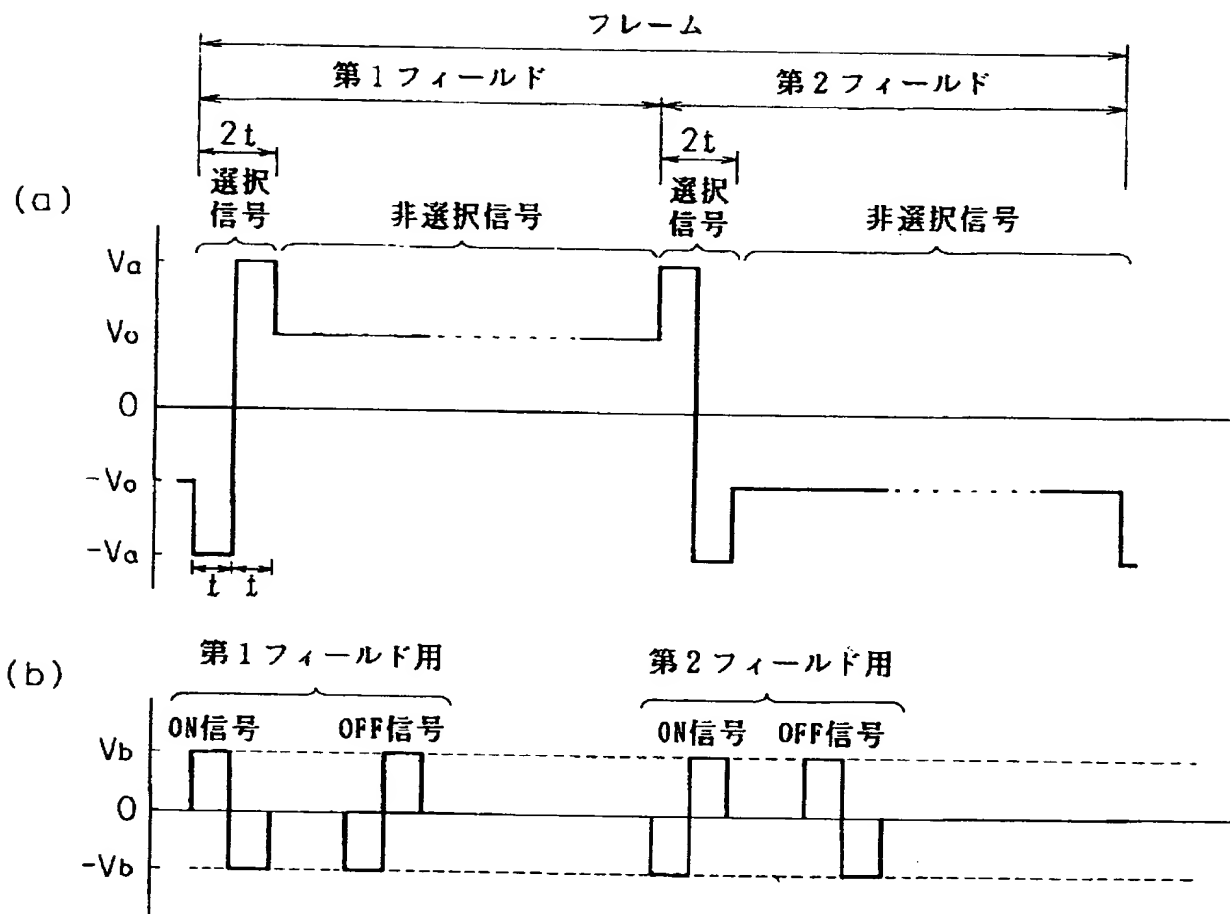 フレーム
第1フィールド
第2フィールド
2t
2t
(a)
選択
信号
非選択信号
選択
信号
非選択信号
Va
Vo
0
-Vo
-Va
t
t
(b)
第1フィールド用
第2フィールド用
ON信号
OFF信号
ON信号
OFF信号
Vb
0
-Vb